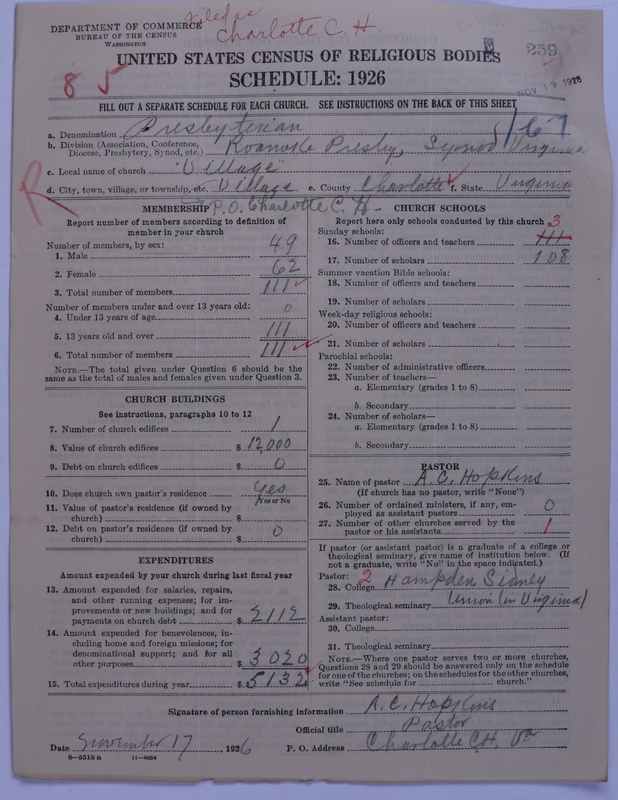 DEPARTMENT OF COMMERCE
BUREAU OF THE CENSUS
WASHINGTON
Filed as
Charlotte C. H
UNITED STATES CENSUS OF RELIGIOUS BODIES
259
SCHEDULE: 1926
8 5
NOV 19 1926
FILL OUT A SEPARATE SCHEDULE FOR EACH CHURCH. SEE INSTRUCTIONS ON THE BACK OF THIS SHEET
a. Denomination Presbyterian
167
b. Division (Association, Conference, Diocese, Presbytery, Synod, etc.) Roanoke Presby, Synod Virginia
c. Local name of church "Village"
R
d. City, town, village, or township, etc. Village e. County Charlotte f. State Virginia
P.O. Charlotte C. H-
MEMBERSHIP
Report number of members according to definition of
member in your church
Number of members, by sex:
1. Male 49
2. Female 62
3. Total number of members 111
Number of members under and over 13 years old:
4. Under 13 years of age 0
5. 13 years old and over 111
6. Total number of members 111
NOTE.—The total given under Question 6 should be the
same as the total of males and females given under Question 3.
CHURCH BUILDINGS
See instructions, paragraphs 10 to 12
7. Number of church edifices 1
8. Value of church edifices $ 12,000
9. Debt on church edifices $ 0
10. Does church own pastor's residence Yes
Yes or No
11. Value of pastor's residence (if owned by
church) $
12. Debt on pastor's residence (if owned by
church) $ 0
EXPENDITURES
Amount expended by your church during last fiscal year
13. Amount expended for salaries, repairs,
and other running expenses; for im-
provements or new buildings; and for
payments on church debt $ 2112
14. Amount expended for benevolences, in-
cluding home and foreign missions; for
denominational support; and for all
other purposes $ 3020
15. Total expenditures during year $ 5132
CHURCH SCHOOLS
Report here only schools conducted by this church
Sunday schools: 3
16. Number of officers and teachers 111
17. Number of scholars 108
Summer vacation Bible schools:
18. Number of officers and teachers
19. Number of scholars
Week-day religious schools:
20. Number of officers and teachers
21. Number of scholars
Parochial schools:
22. Number of administrative officers
23. Number of teachers—
a. Elementary (grades 1 to 8)
b. Secondary
24. Number of scholars—
a. Elementary (grades 1 to 8)
b. Secondary
PASTOR
25. Name of pastor A. C. Hopkins
(If church has no pastor, write "None")
26. Number of ordained ministers, if any, em-
ployed as assistant pastors 0
27. Number of other churches served by the
pastor or his assistants 1
If pastor (or assistant pastor) is a graduate of a college or
theological seminary, give name of institution below. (If
not a graduate, write "No" in the space indicated.)
Pastor: 2
28. College Hampden Sidney
29. Theological seminary Union (in Virginia)
Assistant pastor:
30. College
31. Theological seminary
NOTE.—Where one pastor serves two or more churches,
Questions 28 and 29 should be answered only on the schedule
for one of the churches; on the schedules for the other churches,
write "See schedule for church."
Signature of person furnishing information A. C. Hopkins
Official title Pastor
Date November 17, 1926 P. O. Address Charlotte C.H. Va
8—5519 a 11—9054